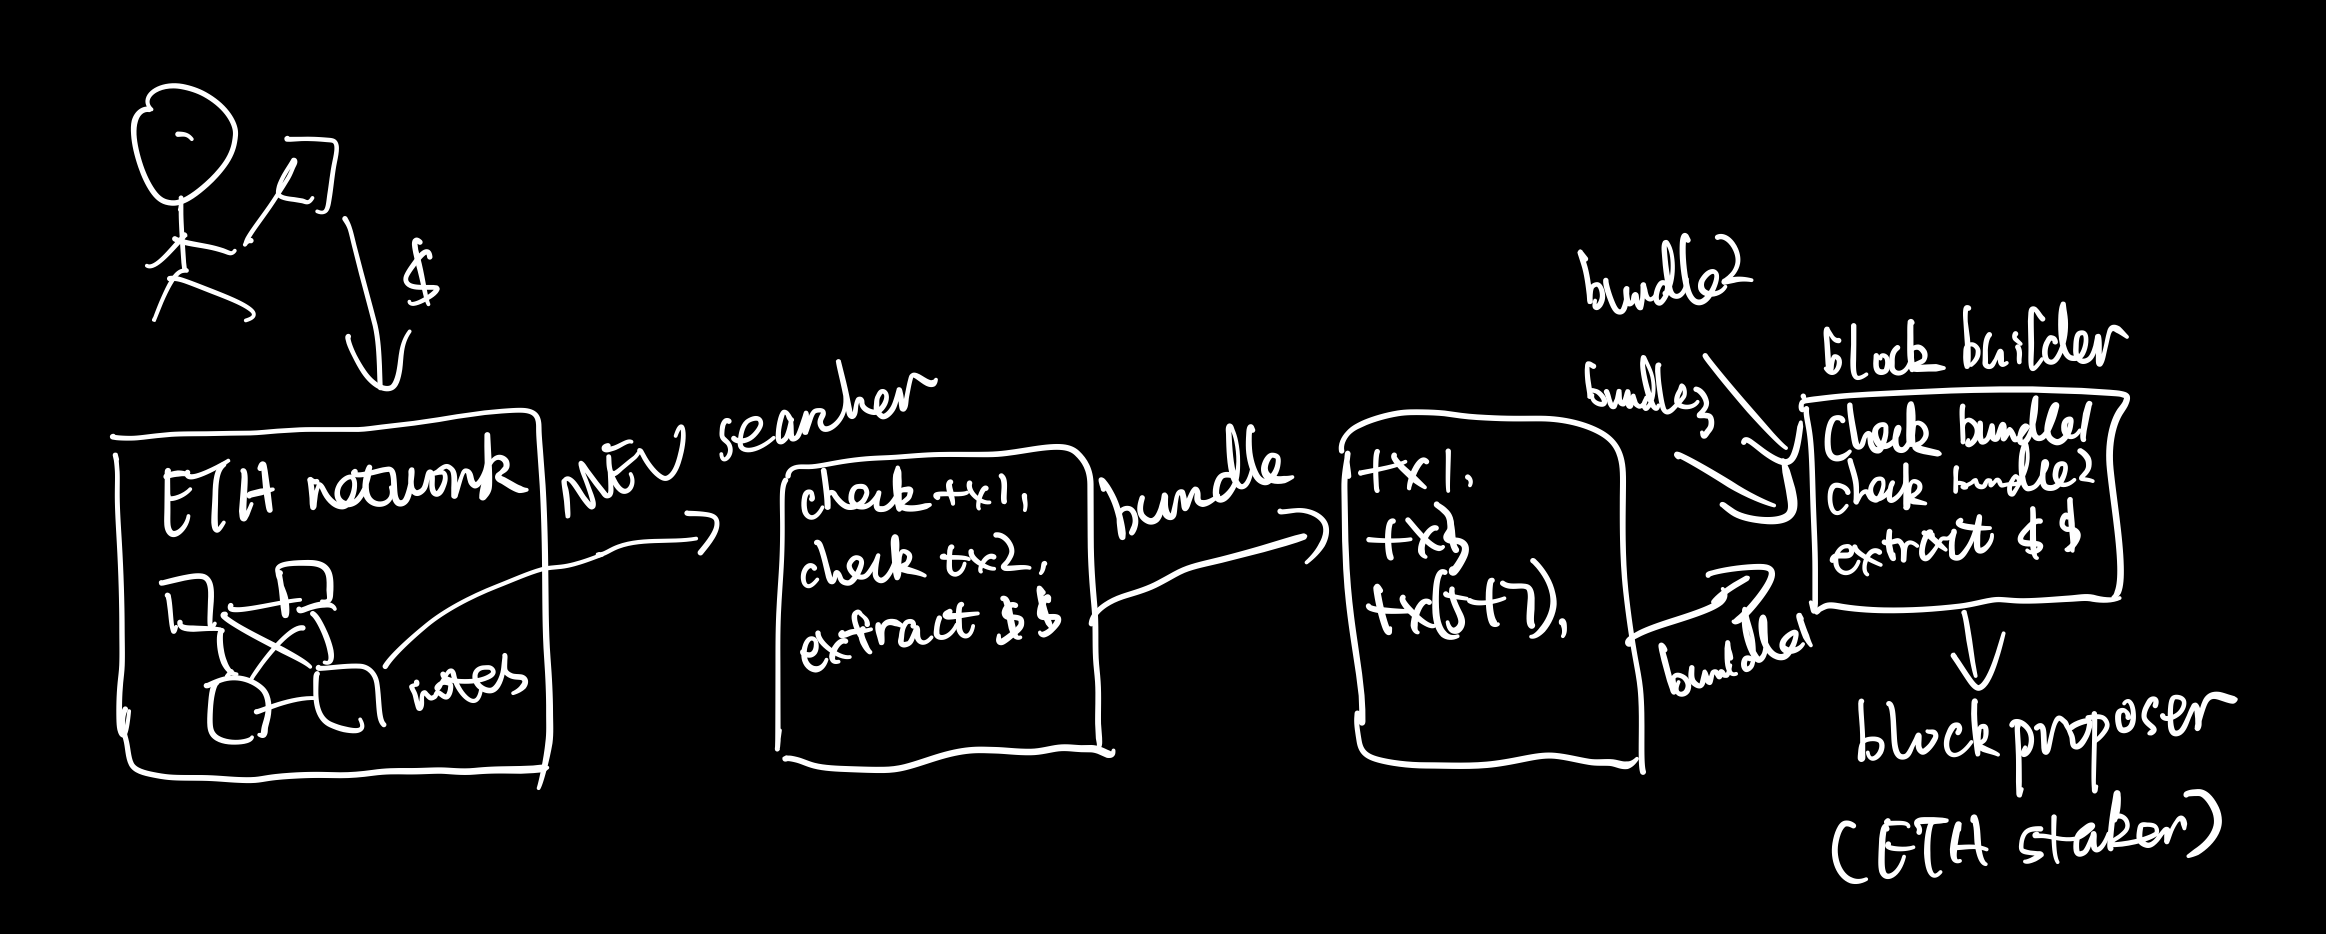 $
ETH network
notes
MEV searcher
check tx1,
check tx2,
extract $$
bundle
tx1,
tx3,
tx(5+7),
bundle2
bundle3
bundle1
block builder
check bundle1
check bundle2
extract $$
block proposer
(ETH staker)